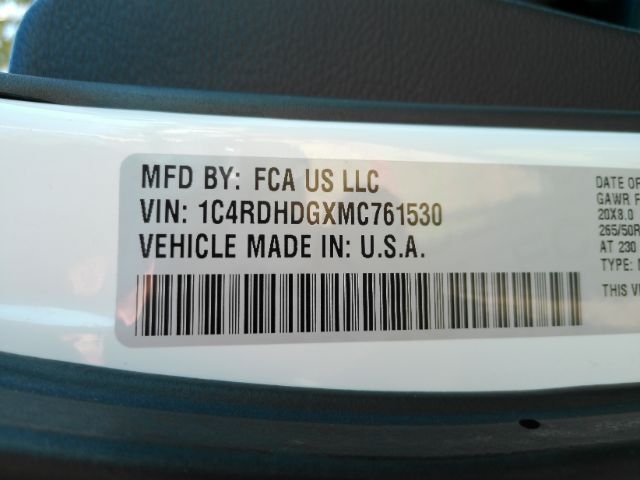 MFD BY: FCA US LLC
VIN: 1C4RDHDGXMC761530
VEHICLE MADE IN: U.S.A.
DATE OF
GAWR F
20X8.0
265/50R
AT 230
TYPE:
THIS